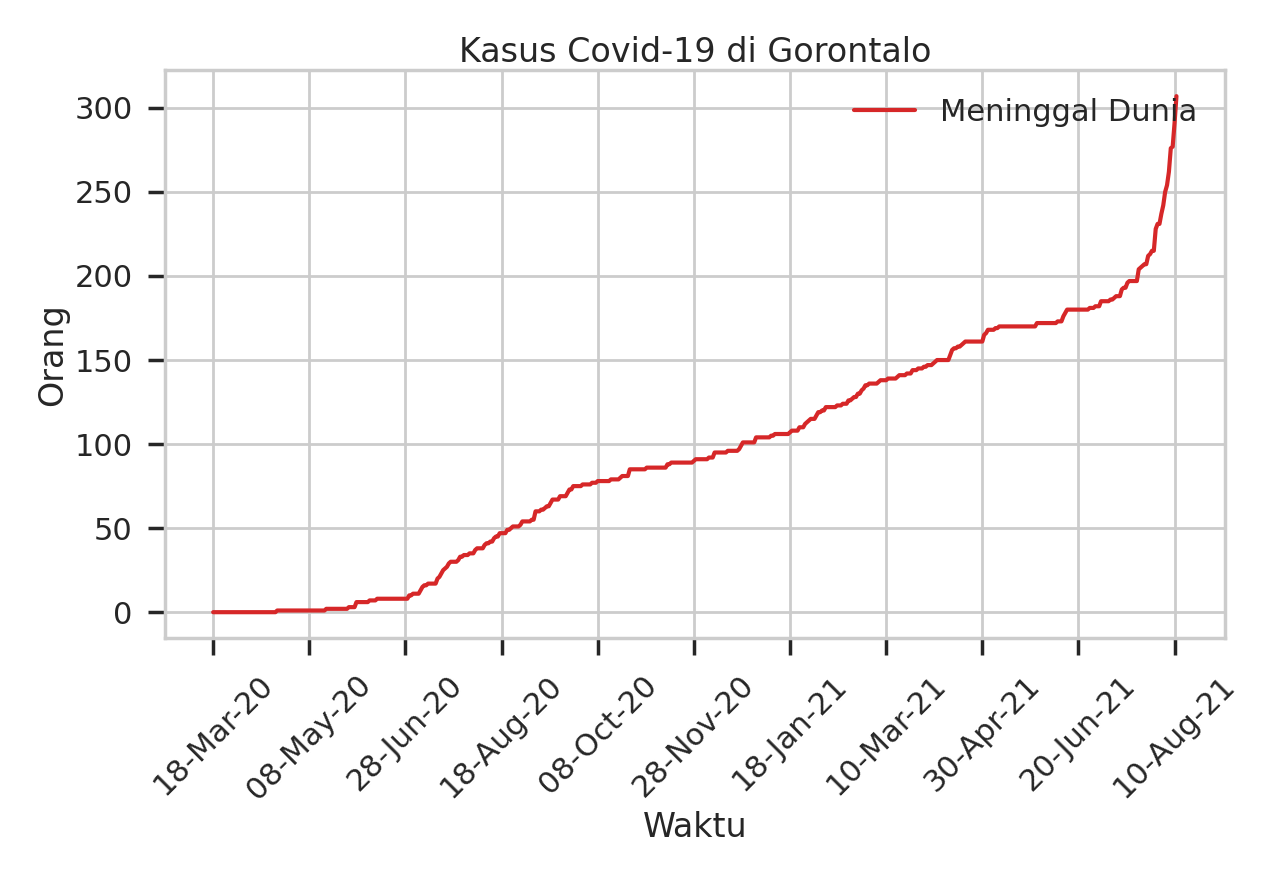 Kasus Covid-19 di Gorontalo
Meninggal Dunia
Orang
300
250
200
150
100
50
0
18-Mar-20
08-May-20
28-Jun-20
18-Aug-20
08-Oct-20
28-Nov-20
18-Jan-21
10-Mar-21
30-Apr-21
20-Jun-21
10-Aug-21
Waktu